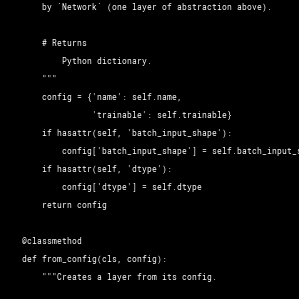 by `Network` (one layer of abstraction above).
# Returns
Python dictionary.
"""
config = {'name': self.name,
'trainable': self.trainable}
if hasattr(self, 'batch_input_shape'):
config['batch_input_shape'] = self.batch_input_s
if hasattr(self, 'dtype'):
config['dtype'] = self.dtype
return config
@classmethod
def from_config(cls, config):
"""Creates a layer from its config.